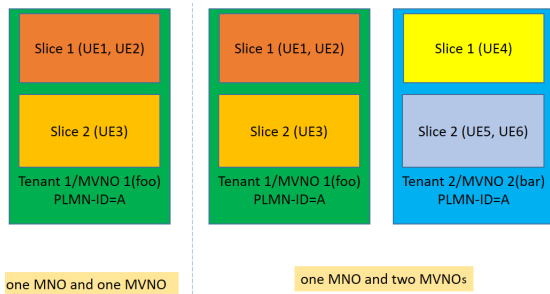 Slice 1 (UE1, UE2)
Slice 2 (UE3)
Tenant 1/MVNO 1(foo)
PLMN-ID=A
one MNO and one MVNO
Slice 1 (UE1, UE2)
Slice 2 (UE3)
Tenant 1/MVNO 1(foo)
PLMN-ID=A
Slice 1 (UE4)
Slice 2 (UE5, UE6)
Tenant 2/MVNO 2(bar)
PLMN-ID=A
one MNO and two MVNOs